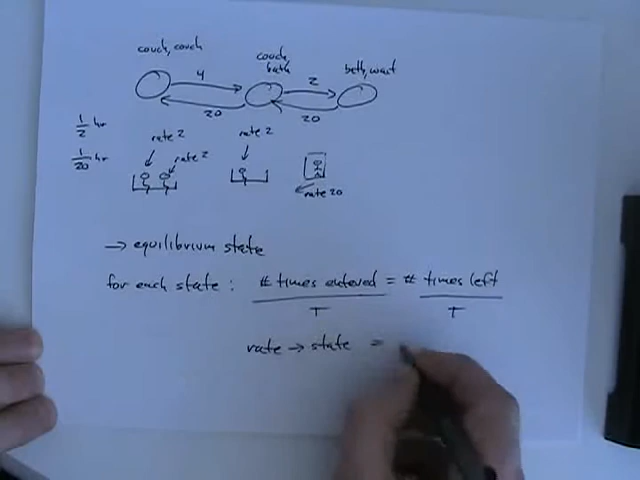 couch, couch
couch, bath
bath, wait
4
2
20
20
1/2 hr
rate 2
rate 2
1/20 hr
rate 2
rate 20
→ equilibrium state
for each state : # times entered / T = # times left / T
rate → state =